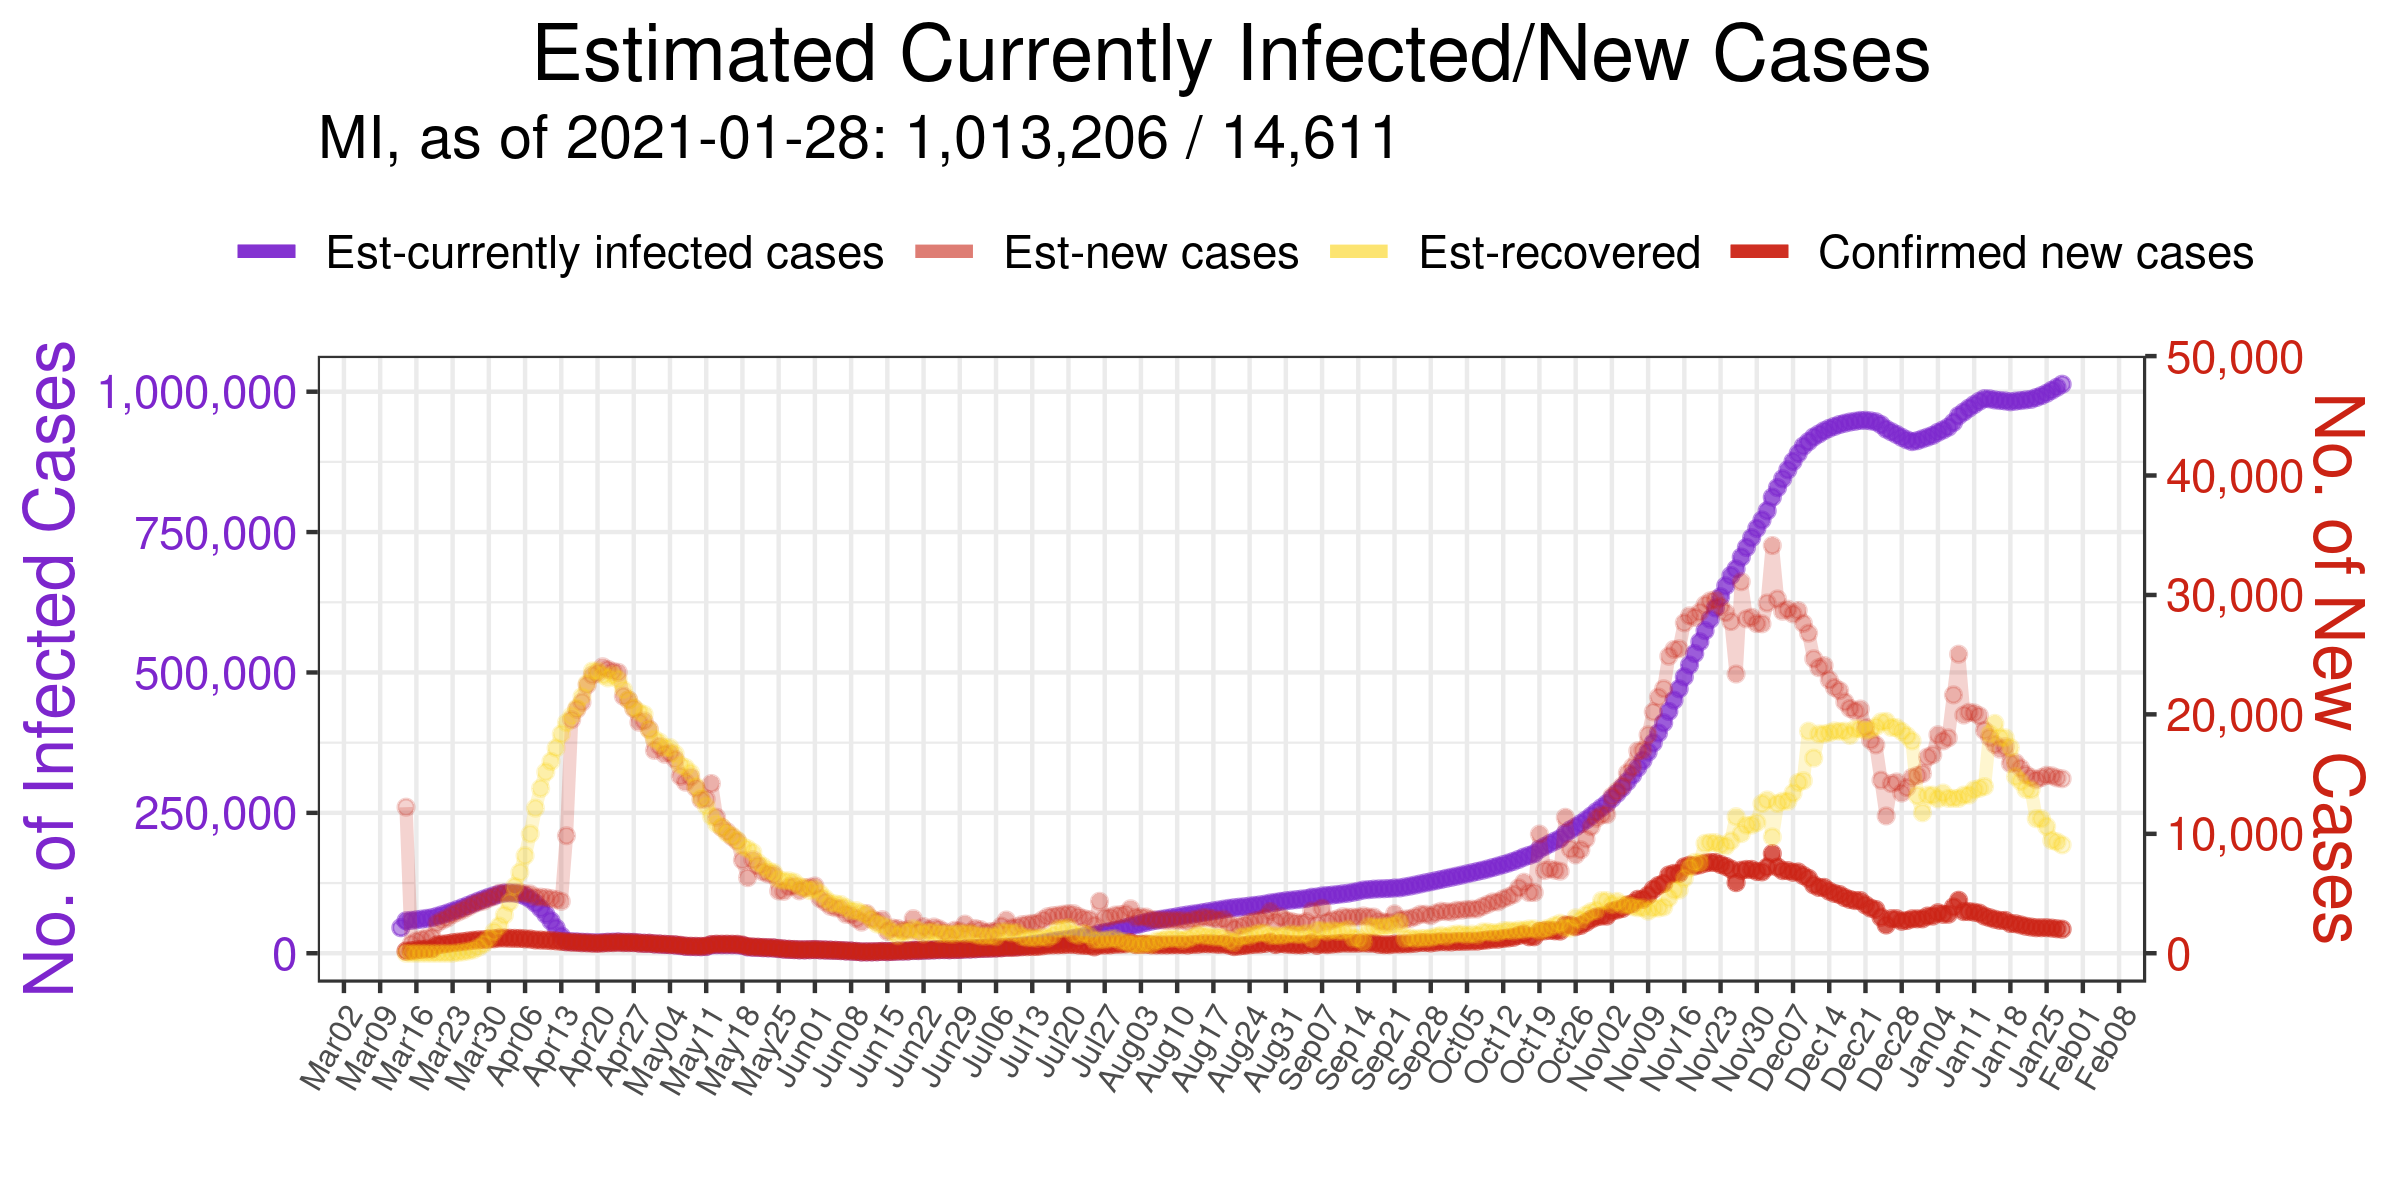 Estimated Currently Infected/New Cases
MI, as of 2021-01-28: 1,013,206 / 14,611
Est-currently infected cases
Est-new cases
Est-recovered
Confirmed new cases
No. of Infected Cases
1,000,000
750,000
500,000
250,000
0
50,000
40,000
30,000
20,000
10,000
0
No. of New Cases
Mar02
Mar09
Mar16
Mar23
Mar30
Apr06
Apr13
Apr20
Apr27
May04
May11
May18
May25
Jun01
Jun08
Jun15
Jun22
Jun29
Jul06
Jul13
Jul20
Jul27
Aug03
Aug10
Aug17
Aug24
Aug31
Sep07
Sep14
Sep21
Sep28
Oct05
Oct12
Oct19
Oct26
Nov02
Nov09
Nov16
Nov23
Nov30
Dec07
Dec14
Dec21
Dec28
Jan04
Jan11
Jan18
Jan25
Feb01
Feb08